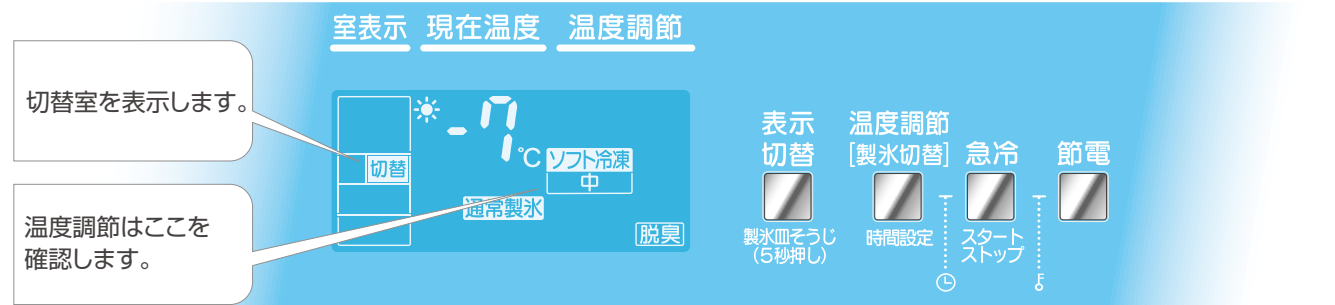 室表示 現在温度 温度調節
切替室を表示します。
切替
-7℃
ソフト冷凍
中
通常製氷
脱臭
温度調節はここを
確認します。
表示
切替
製氷皿そうじ
(5秒押し)
温度調節
[製氷切替]
時間設定
急冷
スタート
ストップ
節電